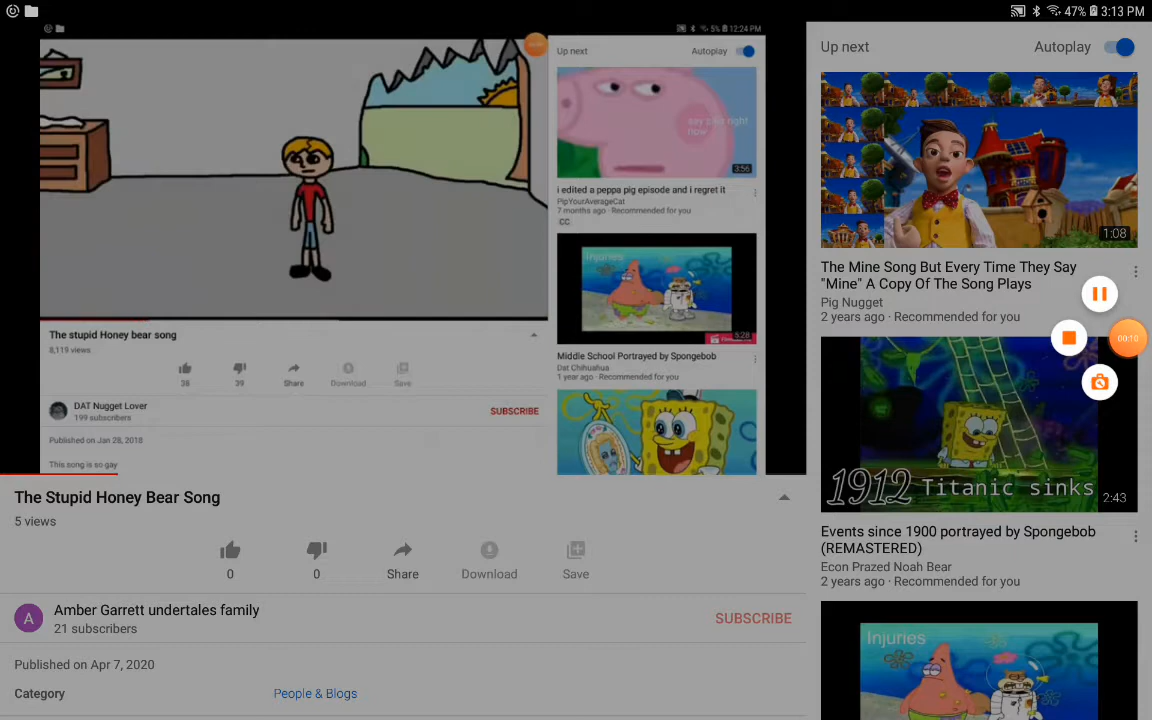 47% 3:13 PM
5% 12:24 PM
Up next
Autoplay
say bacon right
now
3:56
i edited a peppa pig episode and i regret it
PipYourAverageCat
7 months ago · Recommended for you
CC
Injuries
5:28
Middle School Portrayed by Spongebob
Dat Chihuahua
1 year ago · Recommended for you
The stupid Honey bear song
8,119 views
38
39
Share
Download
Save
DAT Nugget Lover
199 subscribers
SUBSCRIBE
Published on Jan 28, 2018
This song is so gay
The Stupid Honey Bear Song
5 views
0
0
Share
Download
Save
A
Amber Garrett undertales family
21 subscribers
SUBSCRIBE
Published on Apr 7, 2020
Category
People & Blogs
Up next
Autoplay
1:08
The Mine Song But Every Time They Say
"Mine" A Copy Of The Song Plays
Pig Nugget
2 years ago · Recommended for you
00:10
1912 Titanic sinks
2:43
Events since 1900 portrayed by Spongebob
(REMASTERED)
Econ Prazed Noah Bear
2 years ago · Recommended for you
Injuries